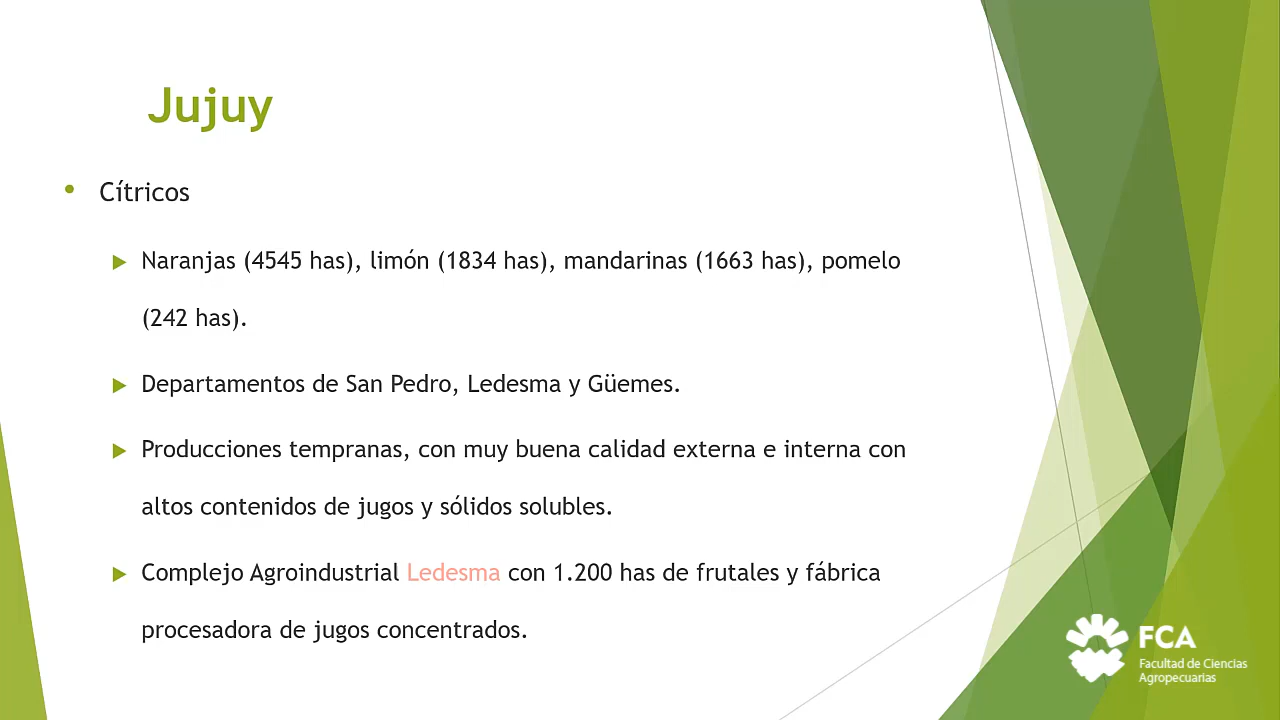 Jujuy
• Cítricos
Naranjas (4545 has), limón (1834 has), mandarinas (1663 has), pomelo
(242 has).
Departamentos de San Pedro, Ledesma y Güemes.
Producciones tempranas, con muy buena calidad externa e interna con
altos contenidos de jugos y sólidos solubles.
Complejo Agroindustrial Ledesma con 1.200 has de frutales y fábrica
procesadora de jugos concentrados.
FCA
Facultad de Ciencias
Agropecuarias